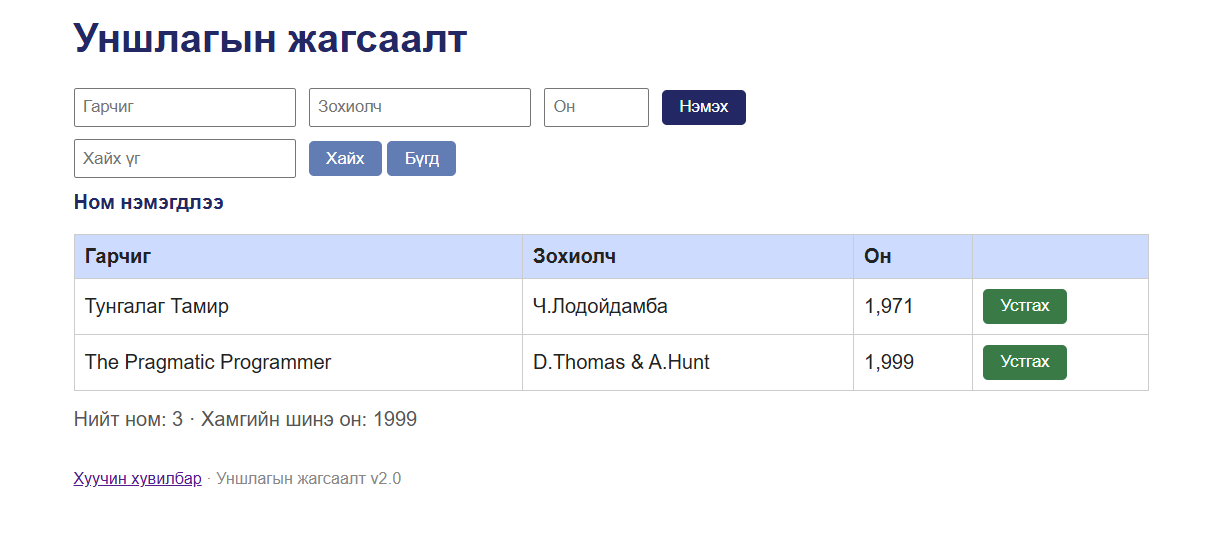 Уншлагын жагсаалт
Гарчиг Зохиолч Он Нэмэх
Хайх үг Хайх Бүгд
Ном нэмэгдлээ
Гарчиг Зохиолч Он
Тунгалаг Тамир Ч.Лодойдамба 1,971 Устгах
The Pragmatic Programmer D.Thomas & A.Hunt 1,999 Устгах
Нийт ном: 3 · Хамгийн шинэ он: 1999
Хуучин хувилбар · Уншлагын жагсаалт v2.0